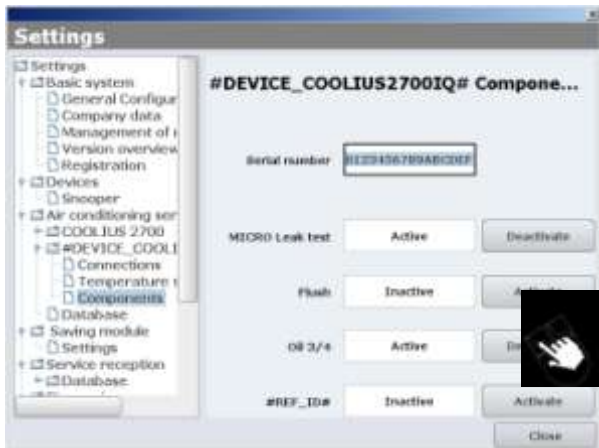 Settings
Settings
Basic system
General Configur
Company data
Management of
Version overview
Registration
Devices
Snooper
Air conditioning ser
COOLIUS 2700
#DEVICE_COOLI
Connections
Temperature
Components
Database
Saving module
Settings
Service reception
Database
#DEVICE_COOLIUS2700IQ# Compone...
Serial number 0123456789ABCDEF
MICRO Leak test Active Deactivate
Flush Inactive
Oil 3/4 Active
#REF_ID# Inactive Activate
Close